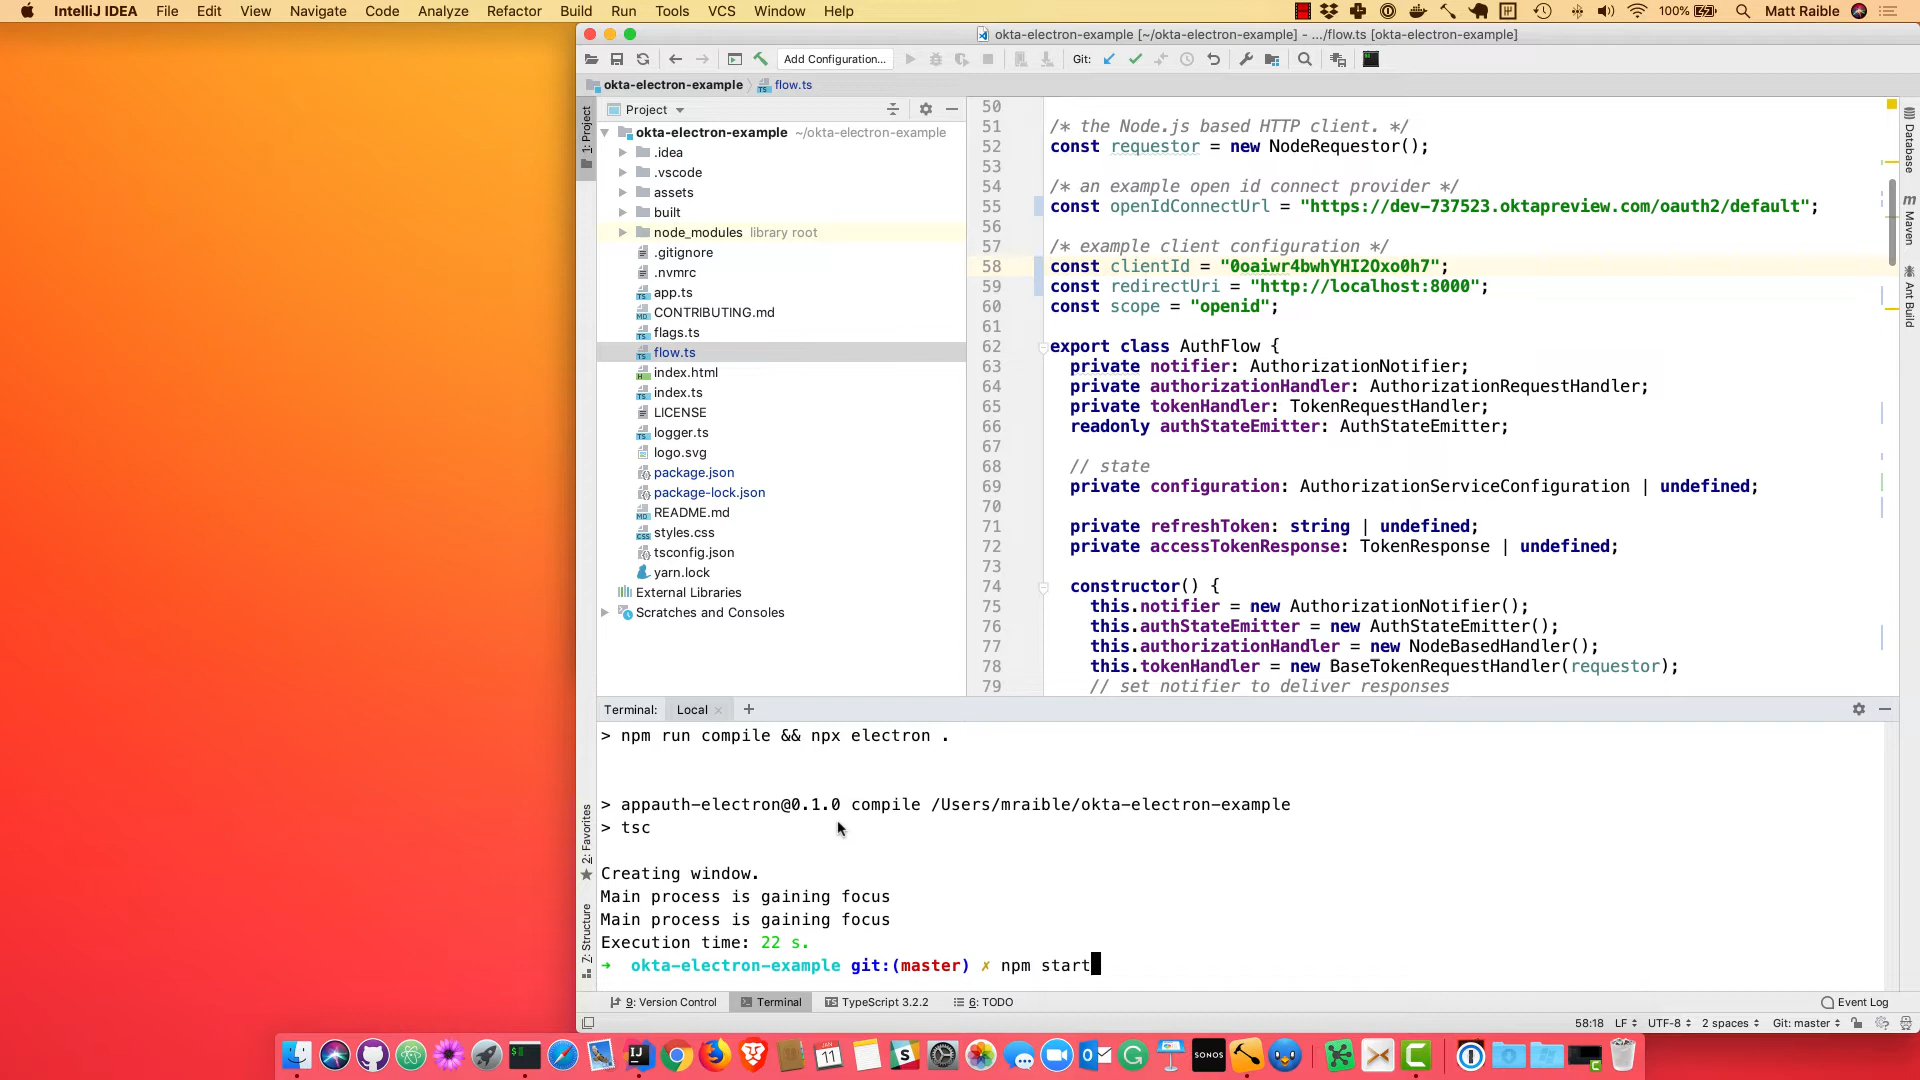 IntelliJ IDEA File Edit View Navigate Code Analyze Refactor Build Run Tools VCS Window Help 100% Matt Raible
okta-electron-example [~/okta-electron-example] - .../flow.ts [okta-electron-example]
Add Configuration... Git:
okta-electron-example flow.ts
1: Project
Project
okta-electron-example ~/okta-electron-example
.idea
.vscode
assets
built
node_modules library root
.gitignore
.nvmrc
app.ts
CONTRIBUTING.md
flags.ts
flow.ts
index.html
index.ts
LICENSE
logger.ts
logo.svg
package.json
package-lock.json
README.md
styles.css
tsconfig.json
yarn.lock
External Libraries
Scratches and Consoles
50
51 /* the Node.js based HTTP client. */
52 const requestor = new NodeRequestor();
53
54 /* an example open id connect provider */
55 const openIdConnectUrl = "https://dev-737523.oktapreview.com/oauth2/default";
56
57 /* example client configuration */
58 const clientId = "0oaiwr4bwhYHI2Oxo0h7";
59 const redirectUri = "http://localhost:8000";
60 const scope = "openid";
61
62 export class AuthFlow {
63 private notifier: AuthorizationNotifier;
64 private authorizationHandler: AuthorizationRequestHandler;
65 private tokenHandler: TokenRequestHandler;
66 readonly authStateEmitter: AuthStateEmitter;
67
68 // state
69 private configuration: AuthorizationServiceConfiguration | undefined;
70
71 private refreshToken: string | undefined;
72 private accessTokenResponse: TokenResponse | undefined;
73
74 constructor() {
75 this.notifier = new AuthorizationNotifier();
76 this.authStateEmitter = new AuthStateEmitter();
77 this.authorizationHandler = new NodeBasedHandler();
78 this.tokenHandler = new BaseTokenRequestHandler(requestor);
79 // set notifier to deliver responses
Database
m Maven
Ant Build
Terminal: Local × +
> npm run compile && npx electron .
> appauth-electron@0.1.0 compile /Users/mraible/okta-electron-example
> tsc
Creating window.
Main process is gaining focus
Main process is gaining focus
Execution time: 22 s.
➜ okta-electron-example git:(master) ✗ npm start
2: Favorites
Z: Structure
9: Version Control Terminal TypeScript 3.2.2 6: TODO Event Log
58:18 LF UTF-8 2 spaces Git: master
JAN
11
SONOS